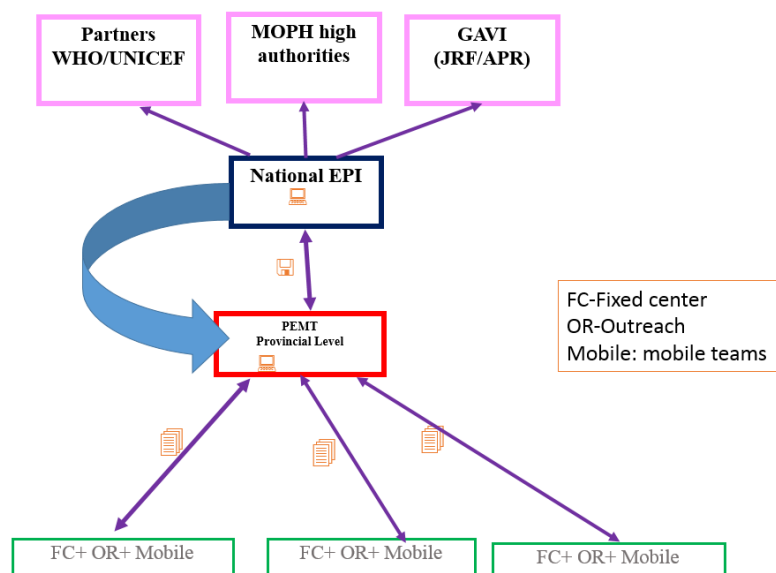 Partners
WHO/UNICEF
MOPH high
authorities
GAVI
(JRF/APR)
National EPI
PEMT
Provincial Level
FC-Fixed center
OR-Outreach
Mobile: mobile teams
FC+ OR+ Mobile
FC+ OR+ Mobile
FC+ OR+ Mobile